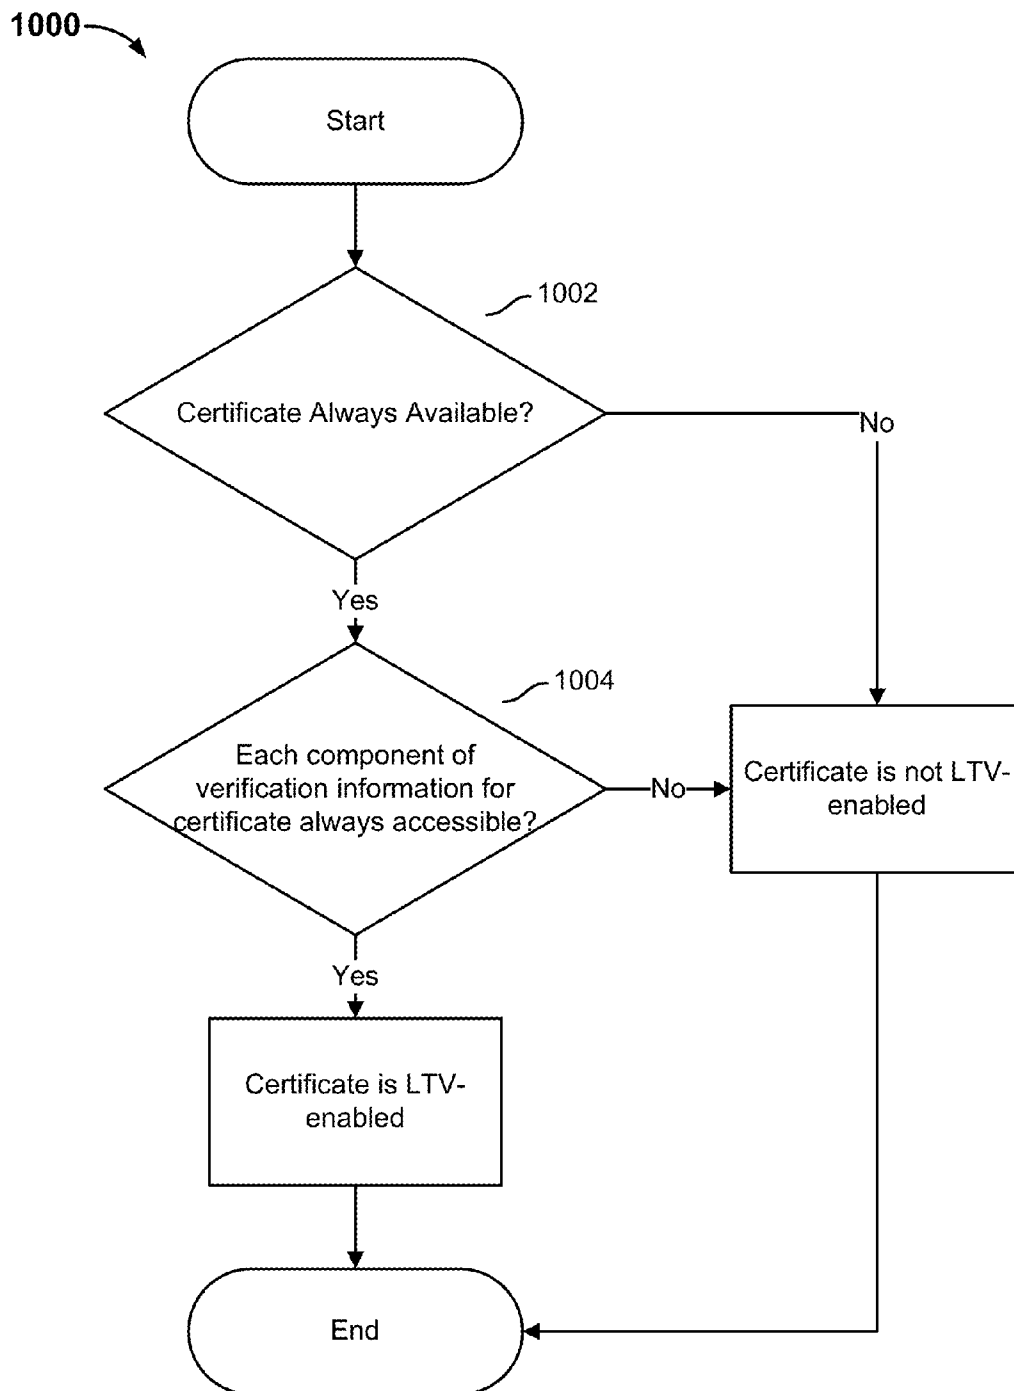 1000
Start
1002
Certificate Always Available?
No
Yes
1004
Each component of
verification information for
certificate always accessible?
No
Certificate is not LTV-
enabled
Yes
Certificate is LTV-
enabled
End